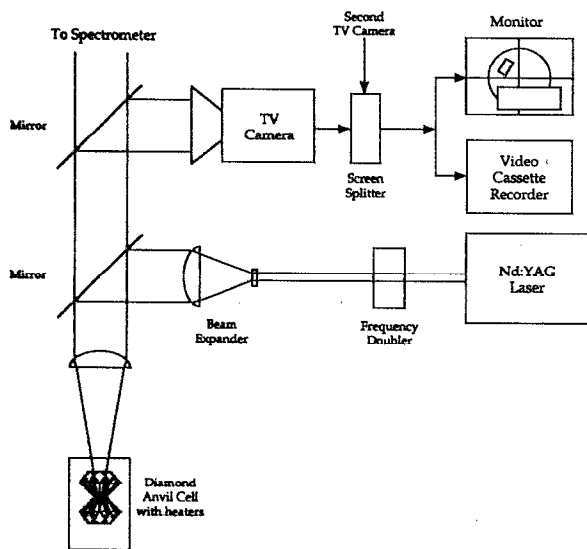 To Spectrometer
Second
TV Camera
Monitor
Mirror
TV
Camera
Screen
Splitter
Video
Cassette
Recorder
Mirror
Beam
Expander
Frequency
Doubler
Nd:YAG
Laser
Diamond
Anvil Cell
with heaters